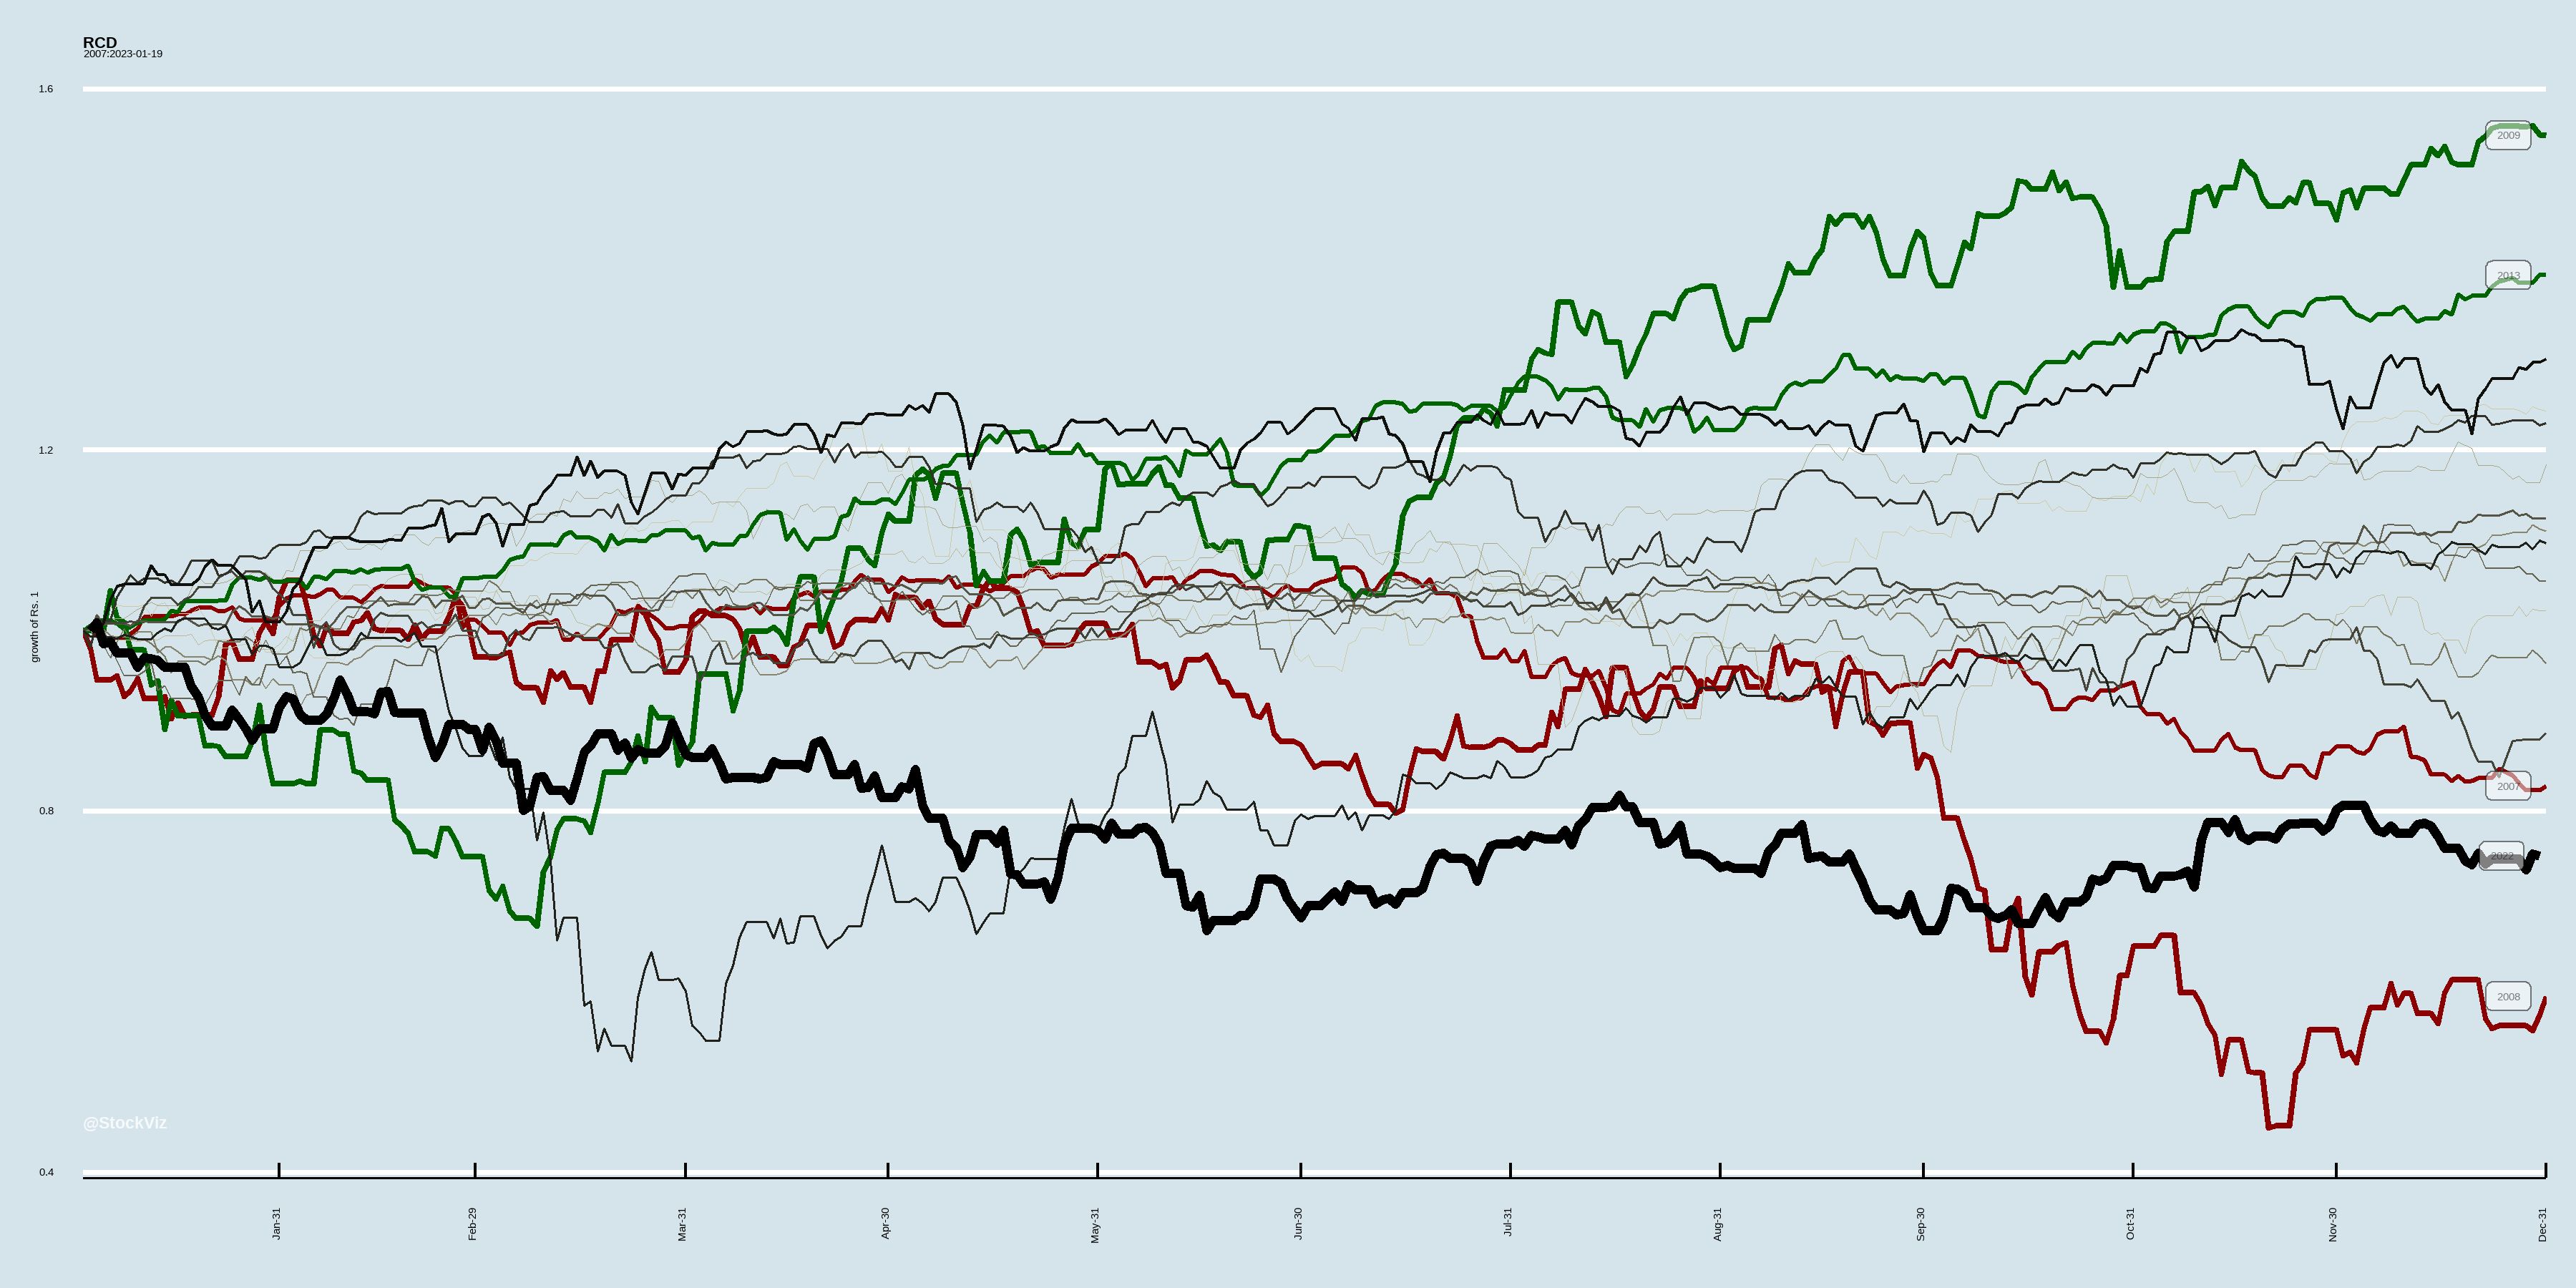 RCD
2007:2023-01-19
growth of Rs. 1
1.6
1.2
0.8
0.4
2009
2013
2007
2022
2008
@StockViz
Jan-31
Feb-29
Mar-31
Apr-30
May-31
Jun-30
Jul-31
Aug-31
Sep-30
Oct-31
Nov-30
Dec-31